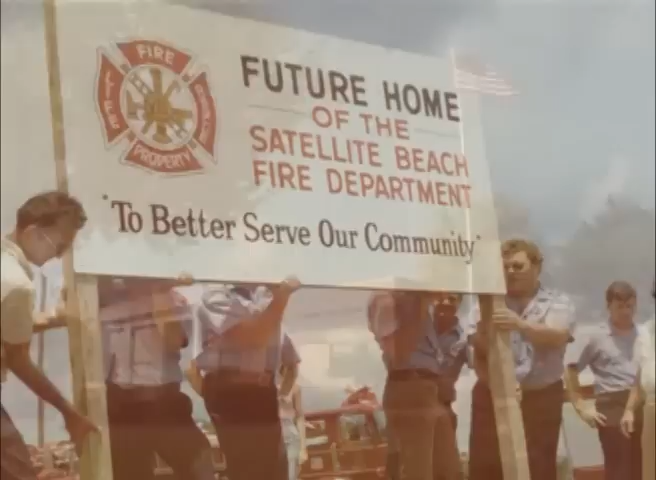 FIRE
LIFE
PROPERTY
FUTURE HOME
OF THE
SATELLITE BEACH
FIRE DEPARTMENT
"To Better Serve Our Community"